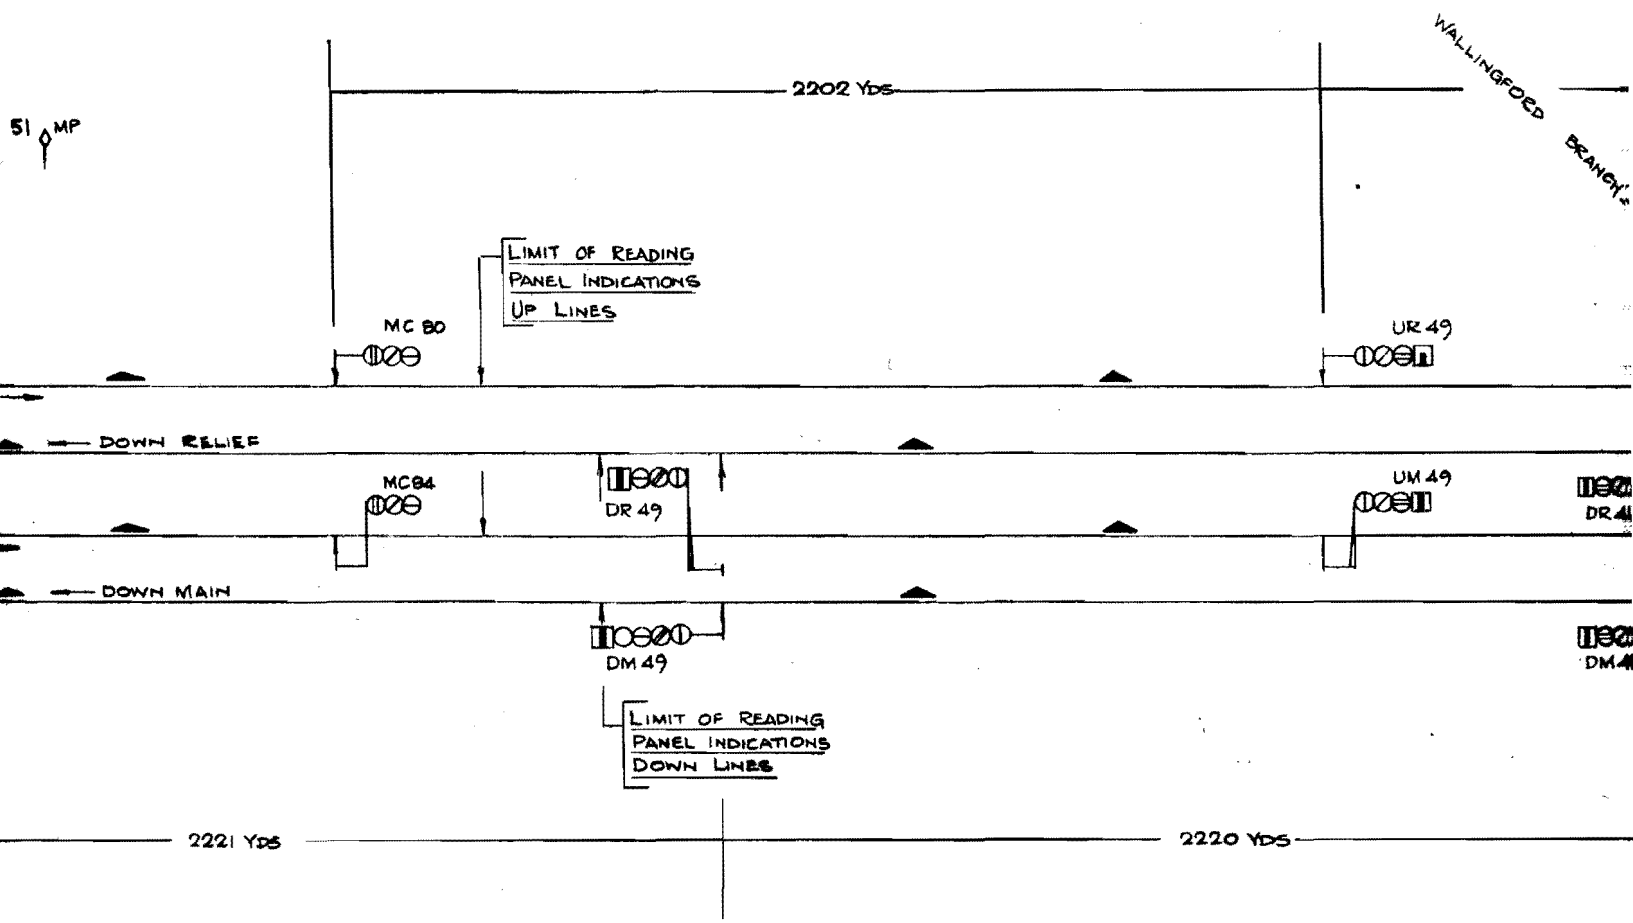 WALLINGFORD
BRANCH
2202 YDS
51 MP
LIMIT OF READING
PANEL INDICATIONS
UP LINES
MC 80
UR 49
DOWN RELIEF
MC84
UM 49
DR 49
DOWN MAIN
DM 49
LIMIT OF READING
PANEL INDICATIONS
DOWN LINES
2221 YDS
2220 YDS